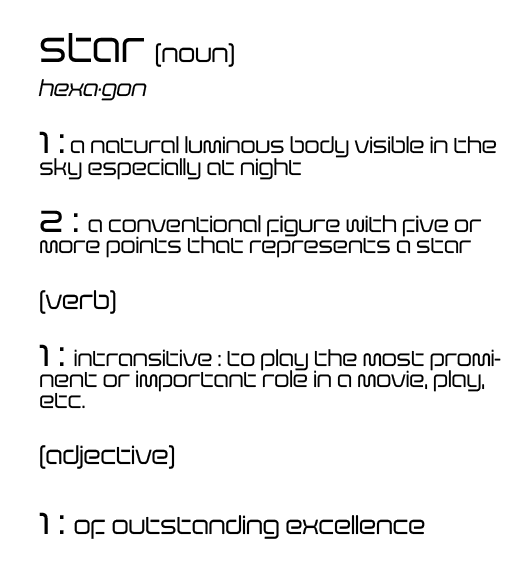 star (noun)
hexa·gon
1 : a natural luminous body visible in the
sky especially at night
2 : a conventional figure with five or
more points that represents a star
(verb)
1 : intransitive : to play the most promi-
nent or important role in a movie, play,
etc.
(adjective)
1 : of outstanding excellence